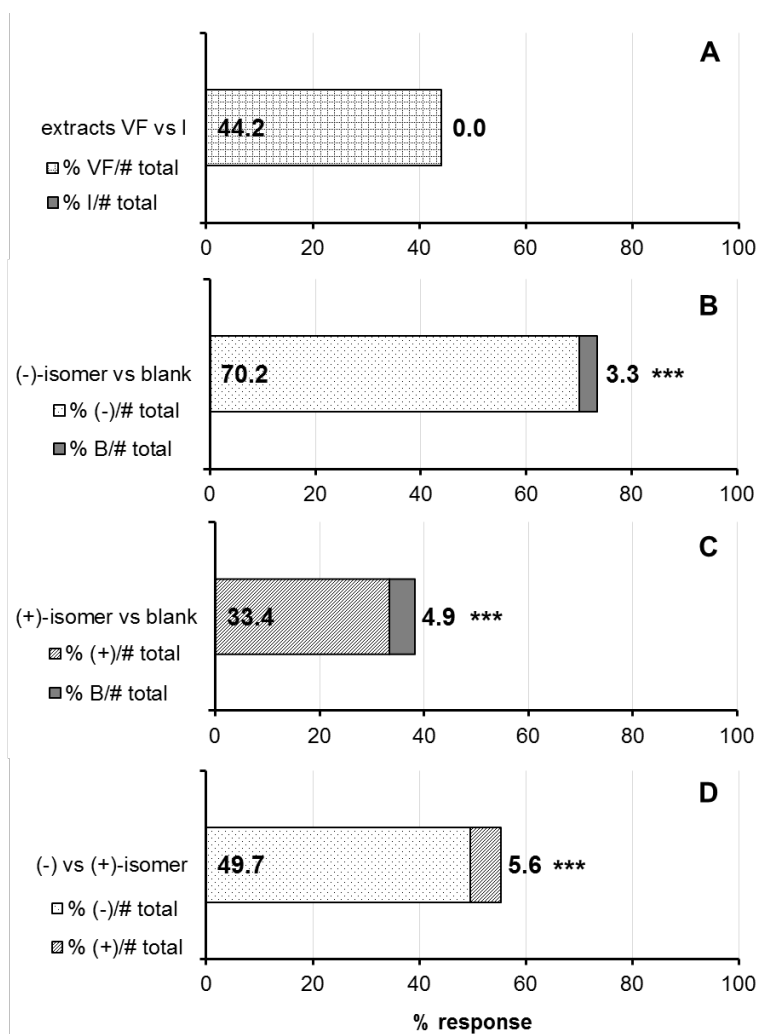 A
extracts VF vs I
44.2 0.0
% VF/# total
% I/# total
0 20 40 60 80 100
B
(-)-isomer vs blank
70.2 3.3 ***
% (-)/# total
% B/# total
0 20 40 60 80 100
C
(+)-isomer vs blank
33.4 4.9 ***
% (+)/# total
% B/# total
0 20 40 60 80 100
D
(-) vs (+)-isomer
49.7 5.6 ***
% (-)/# total
% (+)/# total
0 20 40 60 80 100
% response